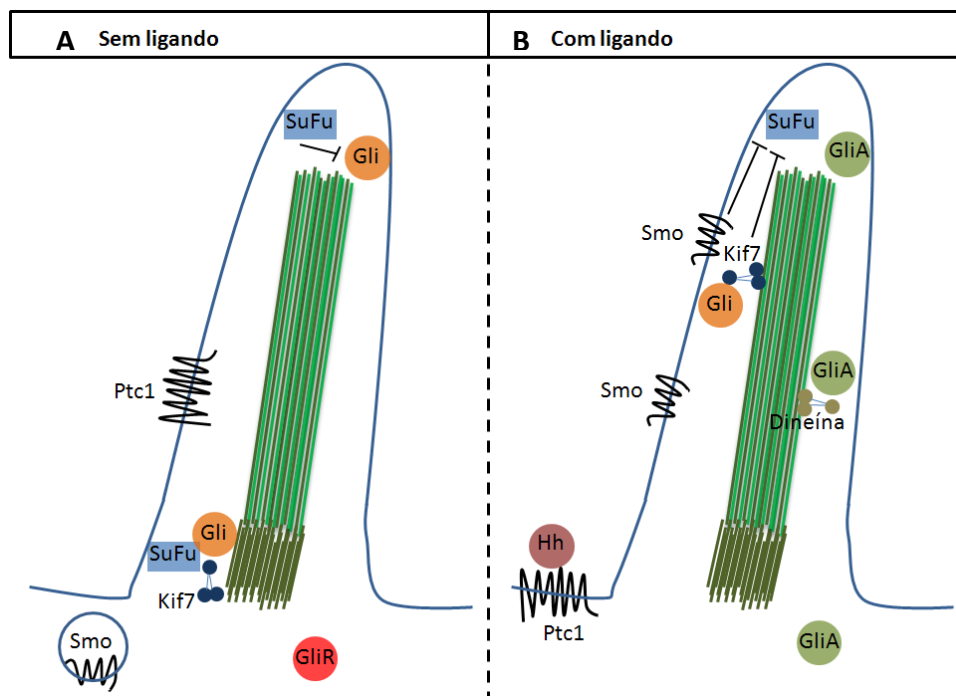 A Sem ligando
B Com ligando
SuFu
Gli
Ptc1
Gli
SuFu
Kif7
Smo
GliR
SuFu
GliA
Smo
Kif7
Gli
GliA
Smo
Dineína
Hh
Ptc1
GliA